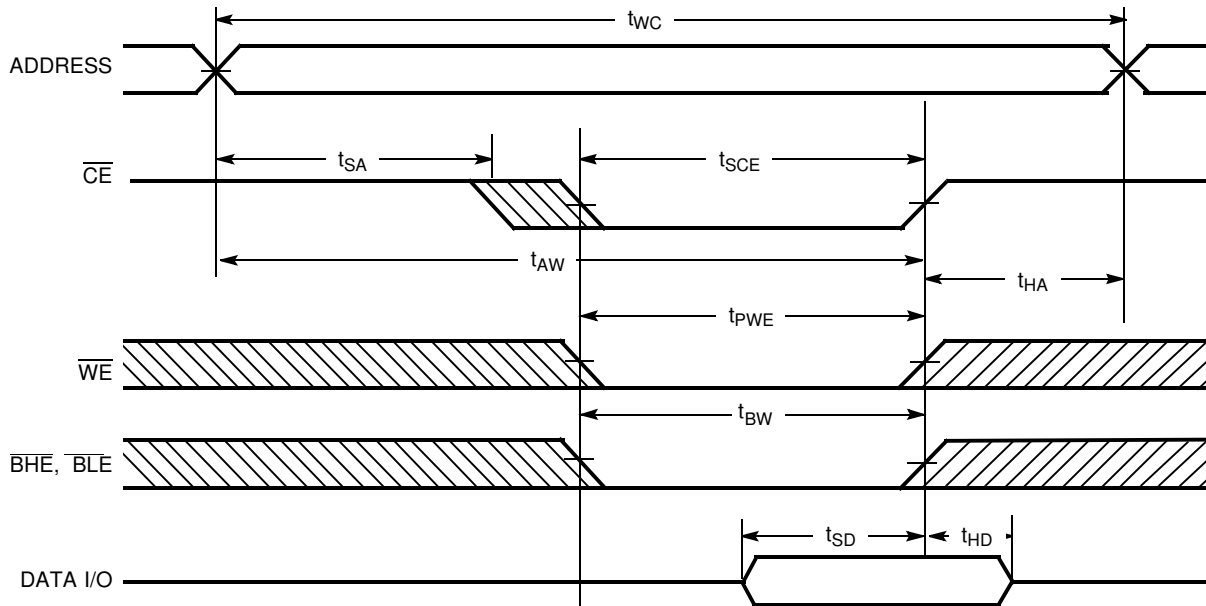 tWC
ADDRESS
tSA
tSCE
CE
tAW
tHA
tPWE
WE
tBW
BHE, BLE
tSD
tHD
DATA I/O